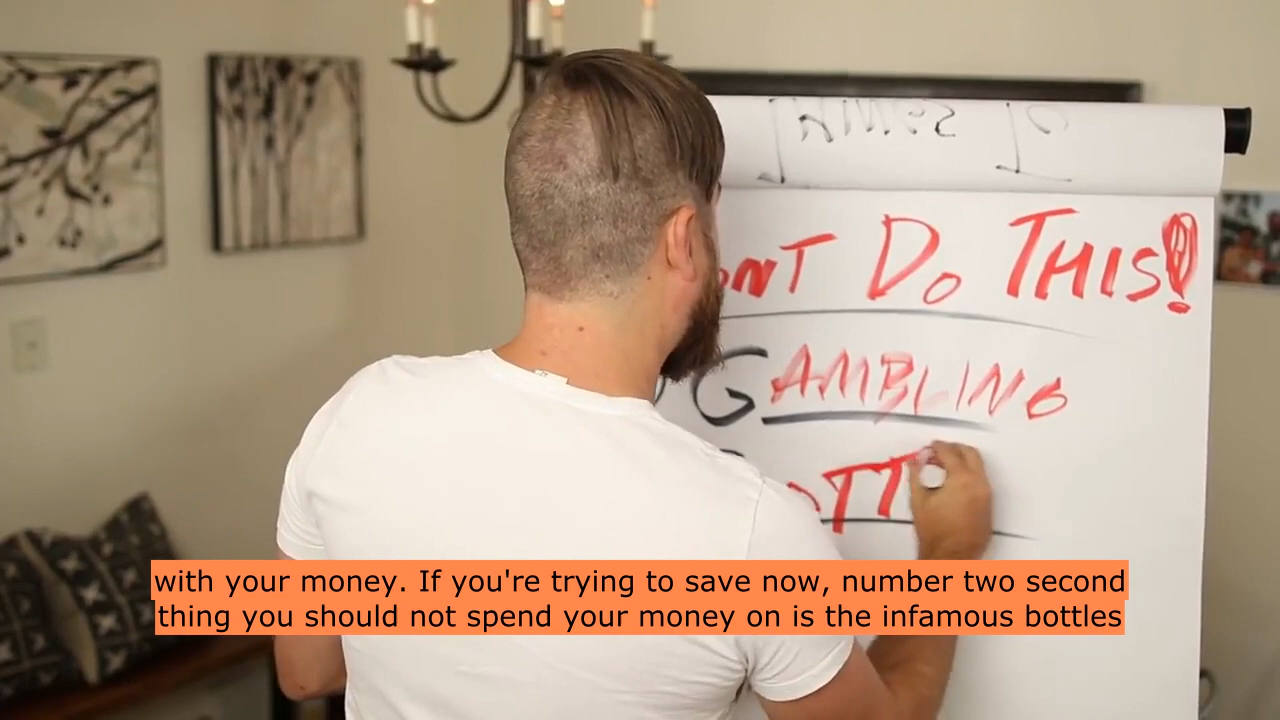 ONT DO THIS!
GAMBLING
OTT
with your money. If you're trying to save now, number two second
thing you should not spend your money on is the infamous bottles